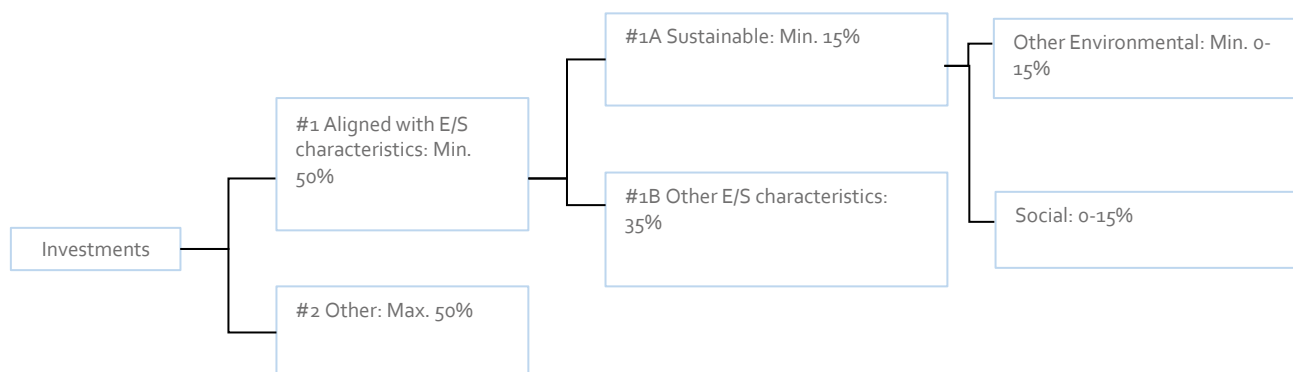 #1A Sustainable: Min. 15%
Other Environmental: Min. 0-
15%
#1 Aligned with E/S
characteristics: Min.
50%
#1B Other E/S characteristics:
35%
Social: 0-15%
Investments
#2 Other: Max. 50%